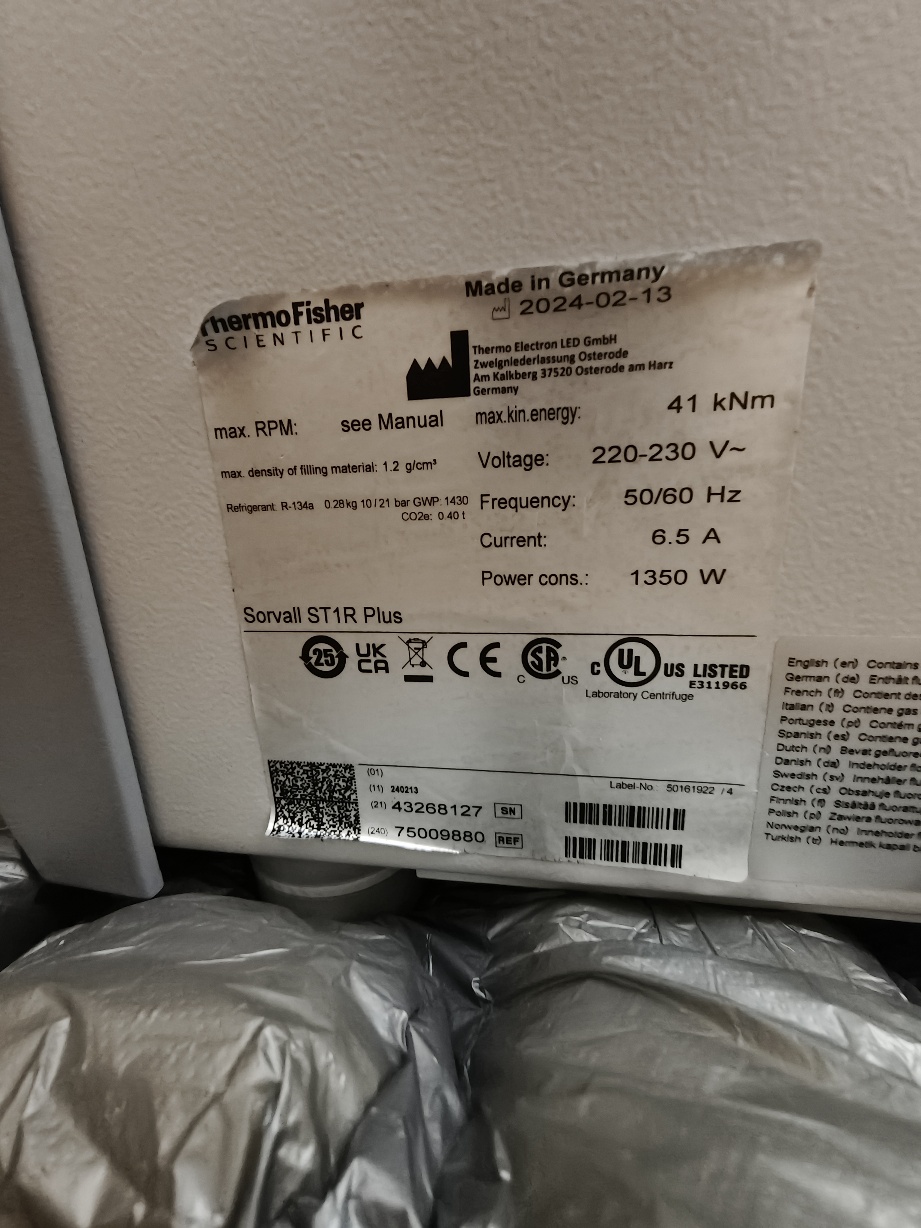 ThermoFisher
SCIENTIFIC
Made in Germany
2024-02-13
Thermo Electron LED GmbH
Zweigniederlassung Osterode
Am Kalkberg 37520 Osterode am Harz
Germany
max. RPM: see Manual
max.kin.energy: 41 kNm
max. density of filling material: 1.2 g/cm³
Voltage: 220-230 V~
Refrigerant: R-134a 0.28kg 10/21 bar GWP: 1430
CO2e: 0.40 t
Frequency: 50/60 Hz
Current: 6.5 A
Power cons.: 1350 W
Sorvall ST1R Plus
25
UK
CA
CE
SA
C US
C UL US LISTED
E311966
Laboratory Centrifuge
(01)
(11) 240213
(21) 43268127 SN
(240) 75009880 REF
Label-No.: 50161922 / 4
English (en) Contains
German (de) Enthält
French (fr) Contient
Italian (it) Contiene gas
Portugese (pt) Contém
Spanish (es) Contiene
Dutch (nl) Bevat
Danish (da) Indeholder
Swedish (sv) Innehåller
Czech (cs) Obsahuje
Finnish (fi) Sisältää
Polish (pl) Zawiera
Norwegian (no) Inneholder
Turkish (tr) Hermetik kapalı